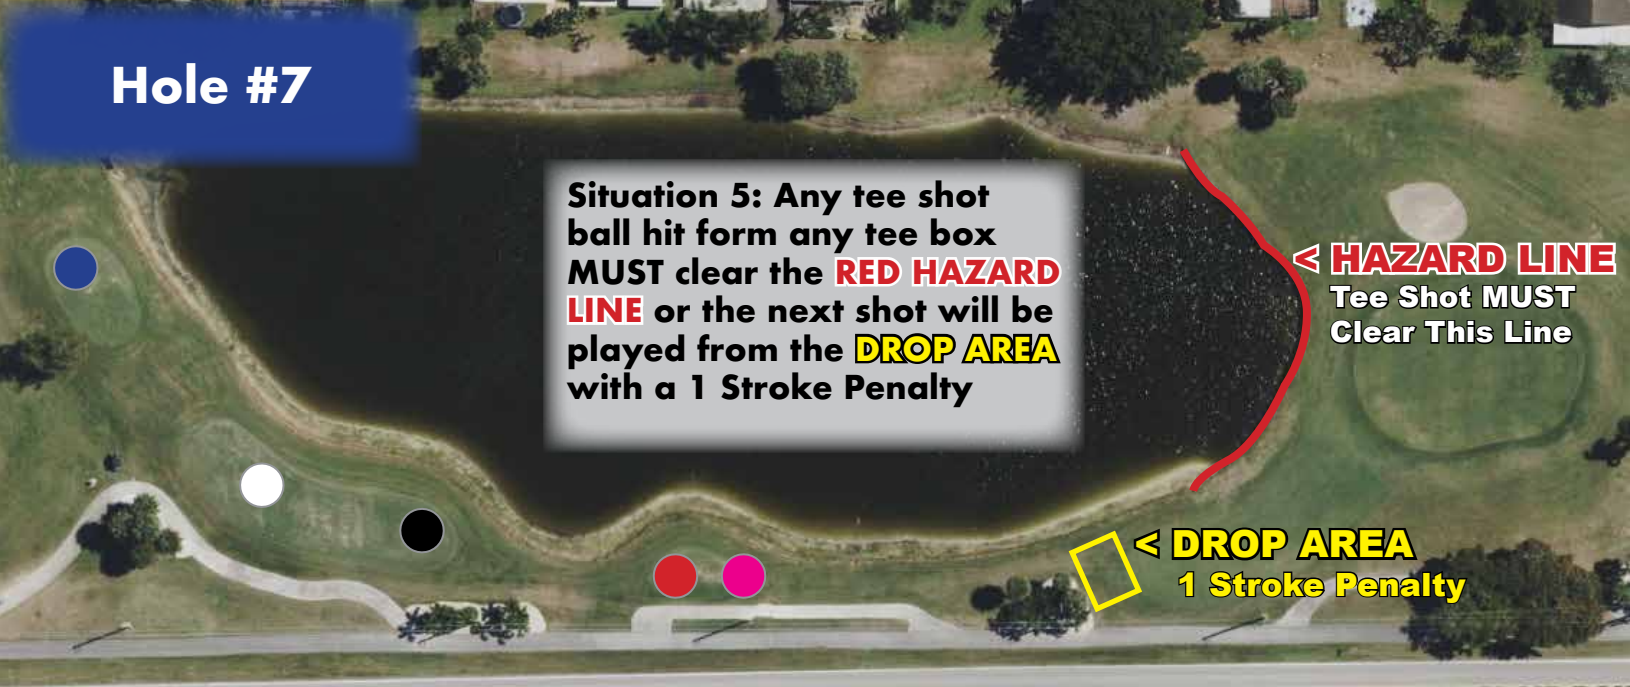 Hole #7
Situation 5: Any tee shot
ball hit form any tee box
MUST clear the RED HAZARD
LINE or the next shot will be
played from the DROP AREA
with a 1 Stroke Penalty
< HAZARD LINE
Tee Shot MUST
Clear This Line
< DROP AREA
1 Stroke Penalty